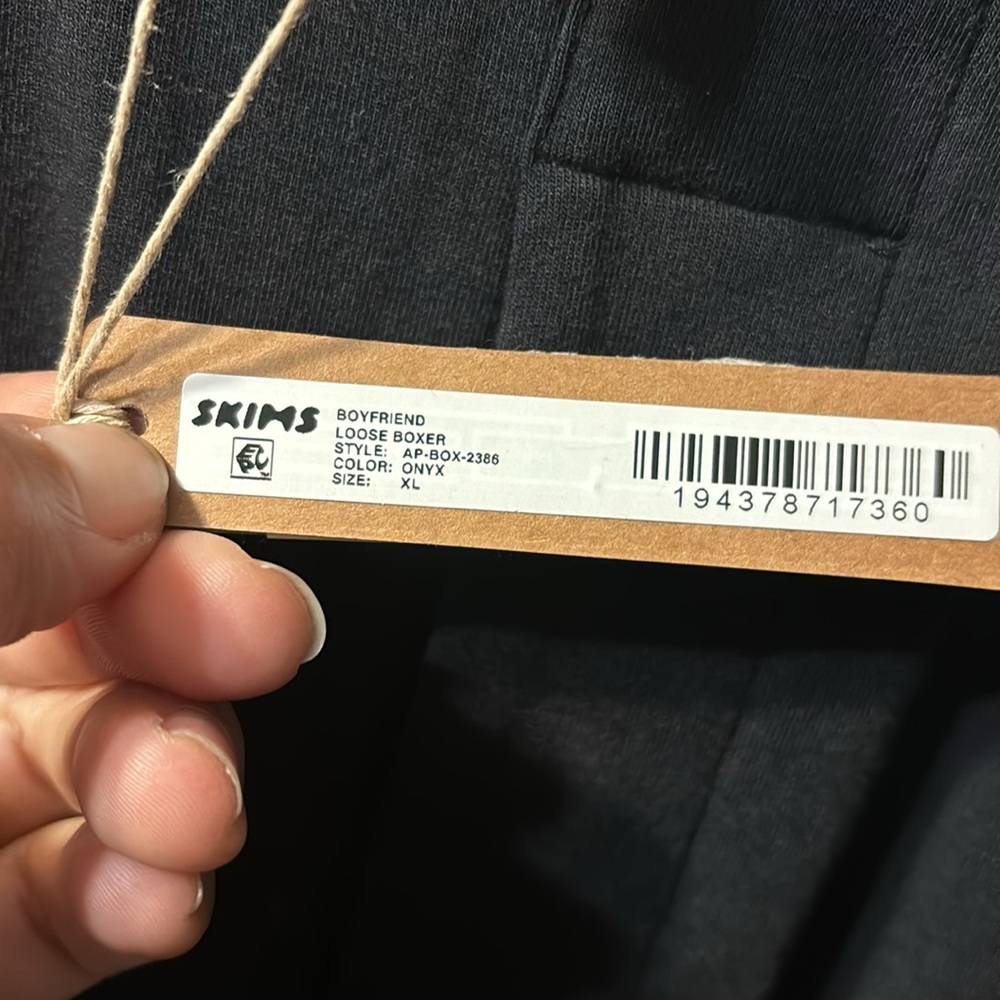 SKIMS
BOYFRIEND
LOOSE BOXER
STYLE: AP-BOX-2386
COLOR: ONYX
SIZE: XL
194378717360